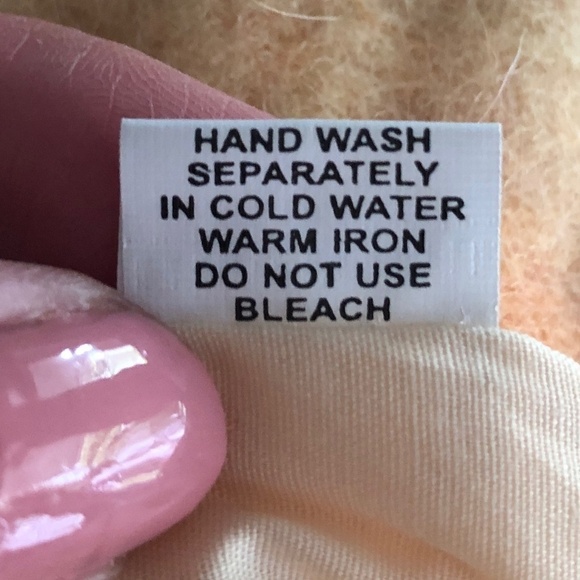 HAND WASH
SEPARATELY
IN COLD WATER
WARM IRON
DO NOT USE
BLEACH